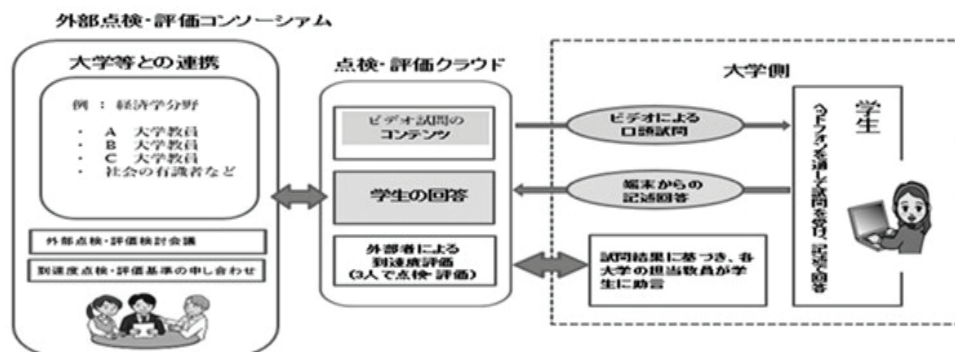 外部点検・評価コンソーシアム
大学等との連携
例 ： 経済学分野
・ A 大学教員
・ B 大学教員
・ C 大学教員
・ 社会の有識者など
外部点検・評価検討会議
到速度点検・評価基準の申し合わせ
点検・評価クラウド
ビデオ試問の
コンテンツ
学生の回答
外部者による
到速度評価
(3人で点検・評価)
大学側
ビデオによる
口頭試問
端末からの
記述回答
試問結果に基づき、各
大学の担当教員が学
生に助言
学生
ヘッドフォンを通して試問を受け、記述で回答